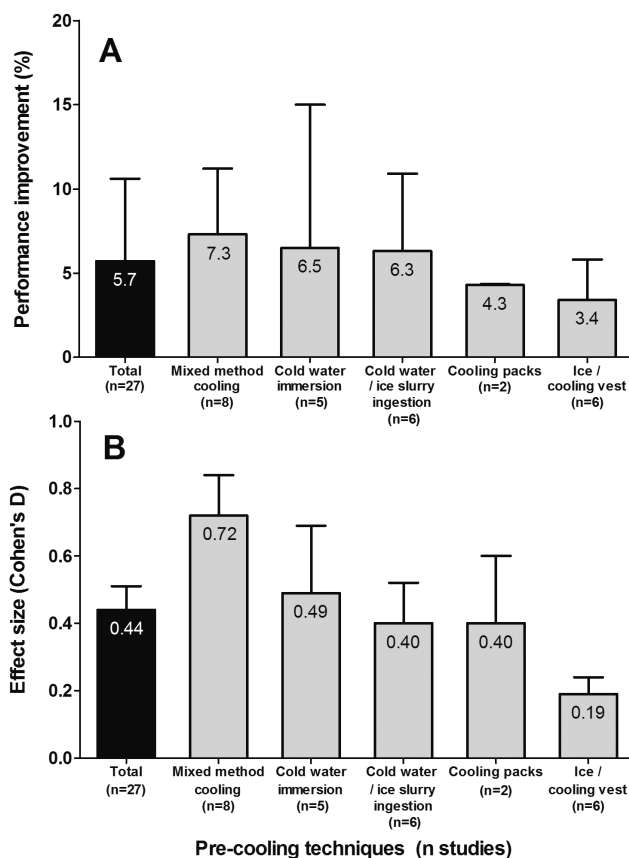 A
Performance improvement (%)
20
15
10
5
0
5.7
7.3
6.5
6.3
4.3
3.4
Total
(n=27)
Mixed method
cooling
(n=8)
Cold water
immersion
(n=5)
Cold water
/ ice slurry
ingestion
(n=6)
Cooling packs
(n=2)
Ice /
cooling vest
(n=6)
B
Effect size (Cohen's D)
1.0
0.8
0.6
0.4
0.2
0.0
0.44
0.72
0.49
0.40
0.40
0.19
Total
(n=27)
Mixed method
cooling
(n=8)
Cold water
immersion
(n=5)
Cold water
/ ice slurry
ingestion
(n=6)
Cooling packs
(n=2)
Ice /
cooling vest
(n=6)
Pre-cooling techniques (n studies)